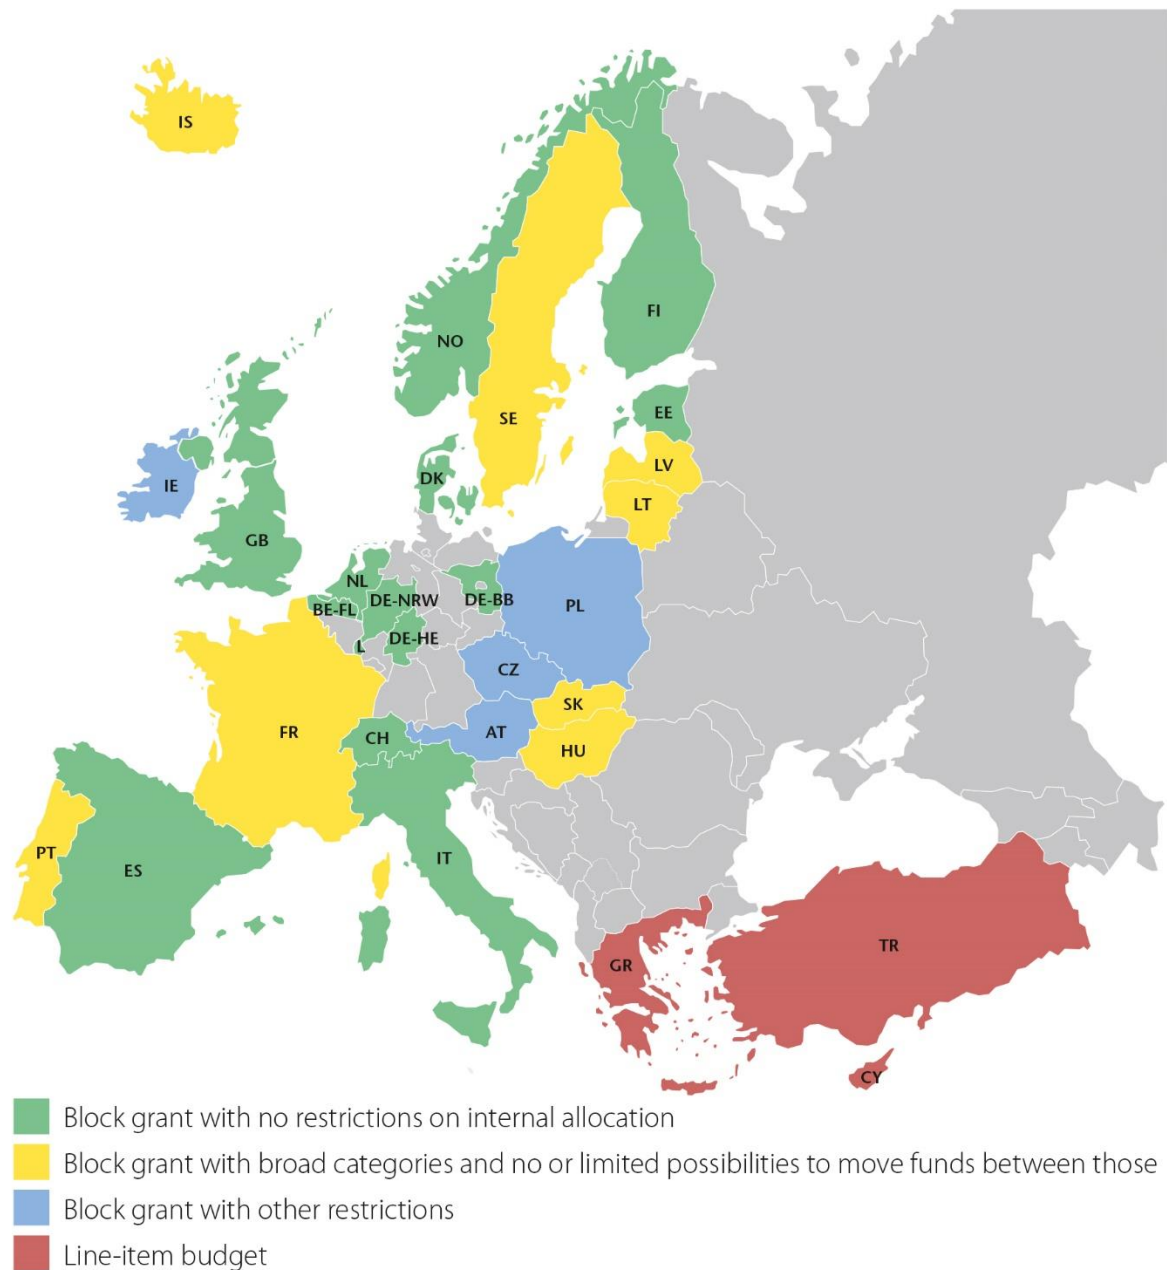 IS
FI
NO
EE
SE
LV
DK
IE
LT
GB
NL
DE-NRW
DE-BB
BE-FL
PL
DE-HE
L
CZ
SK
FR
CH
AT
HU
PT
ES
IT
TR
GR
CY
Block grant with no restrictions on internal allocation
Block grant with broad categories and no or limited possibilities to move funds between those
Block grant with other restrictions
Line-item budget